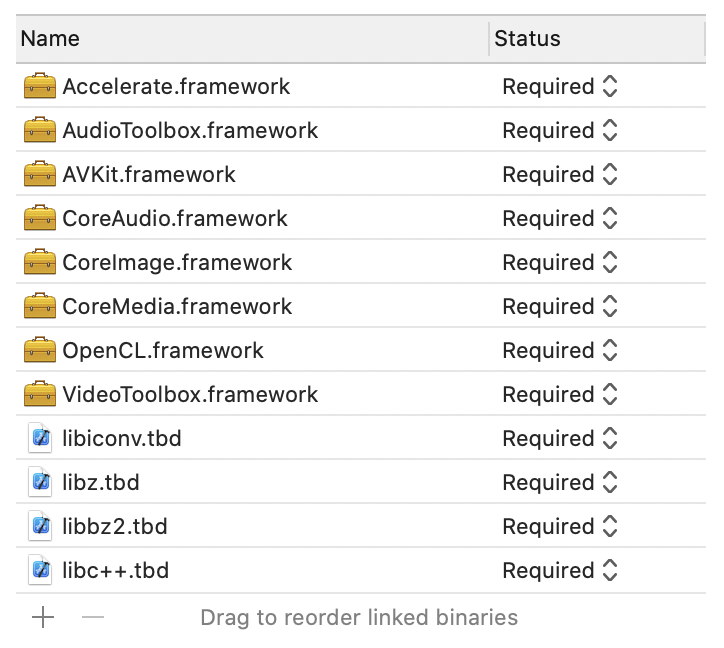 Name Status
Accelerate.framework Required
AudioToolbox.framework Required
AVKit.framework Required
CoreAudio.framework Required
CoreImage.framework Required
CoreMedia.framework Required
OpenCL.framework Required
VideoToolbox.framework Required
libiconv.tbd Required
libz.tbd Required
libbz2.tbd Required
libc++.tbd Required
Drag to reorder linked binaries